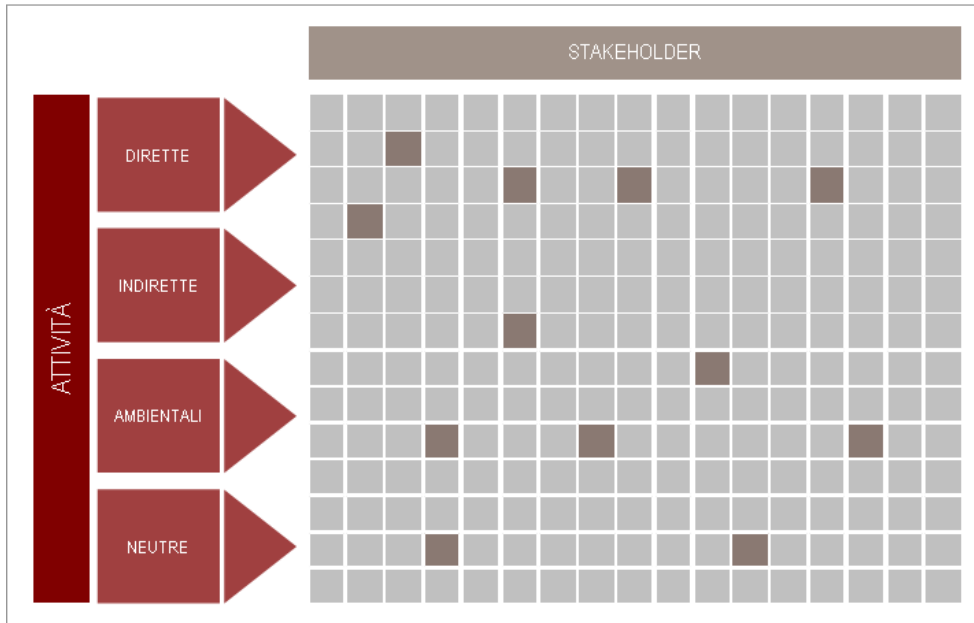 STAKEHOLDER
ATTIVITÀ
DIRETTE
INDIRETTE
AMBIENTALI
NEUTRE